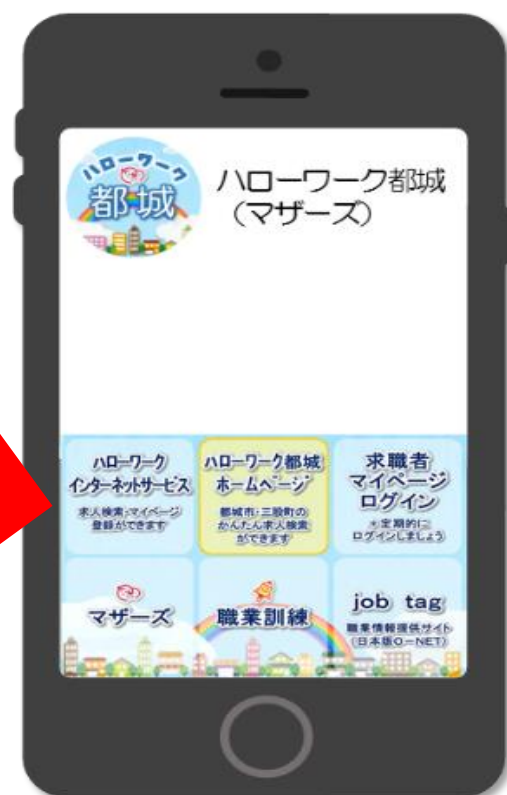 ハローワーク
都城
ハローワーク都城
（マザーズ）
ハローワーク
インターネットサービス
求人検索・マイページ
登録ができます
ハローワーク都城
ホームページ
都城市・三股町の
かんたん求人検索
ができます
求職者
マイページ
ログイン
＊定期的に
ログインしましょう
マザーズ
職業訓練
job tag
職業情報提供サイト
（日本版O-NET）